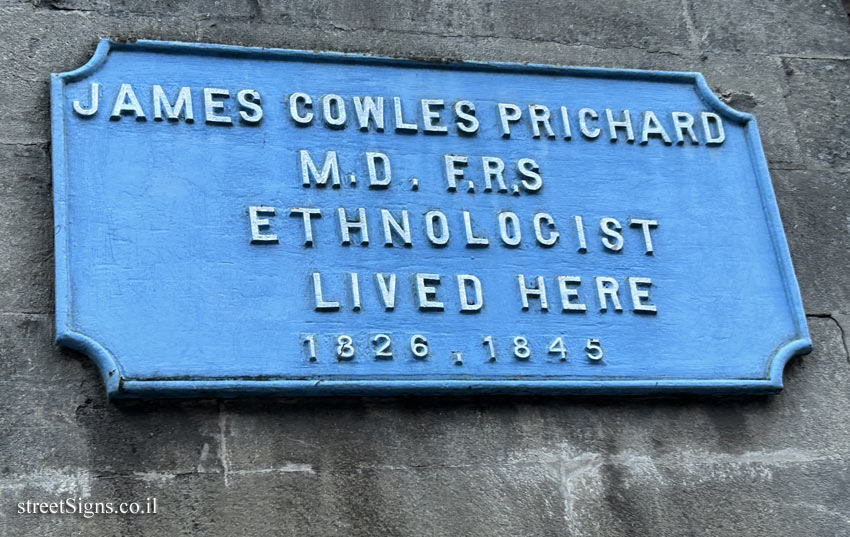 JAMES COWLES PRICHARD
M.D. F.R.S
ETHNOLOGIST
LIVED HERE
1826 . 1845
streetSigns.co.il